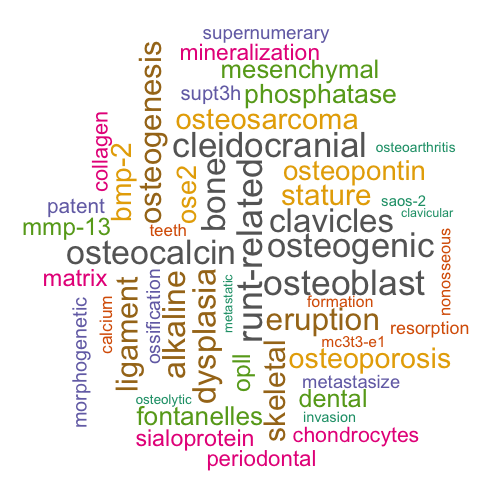 supernumerary
mineralization
mesenchymal
supt3h
phosphatase
osteogenesis
collagen
osteosarcoma
cleidocranial
osteoarthritis
bmp-2
ose2
bone
osteopontin
stature
saos-2
patent
clavicles
clavicular
mmp-13
teeth
runt-related
osteocalcin
osteogenic
nonosseous
matrix
osteoblast
morphogenetic
calcium
ligament
ossification
alkaline
dysplasia
metastatic
formation
eruption
resorption
mc3t3-e1
opll
skeletal
osteoporosis
metastasize
osteolytic
dental
fontanelles
invasion
sialoprotein
chondrocytes
periodontal